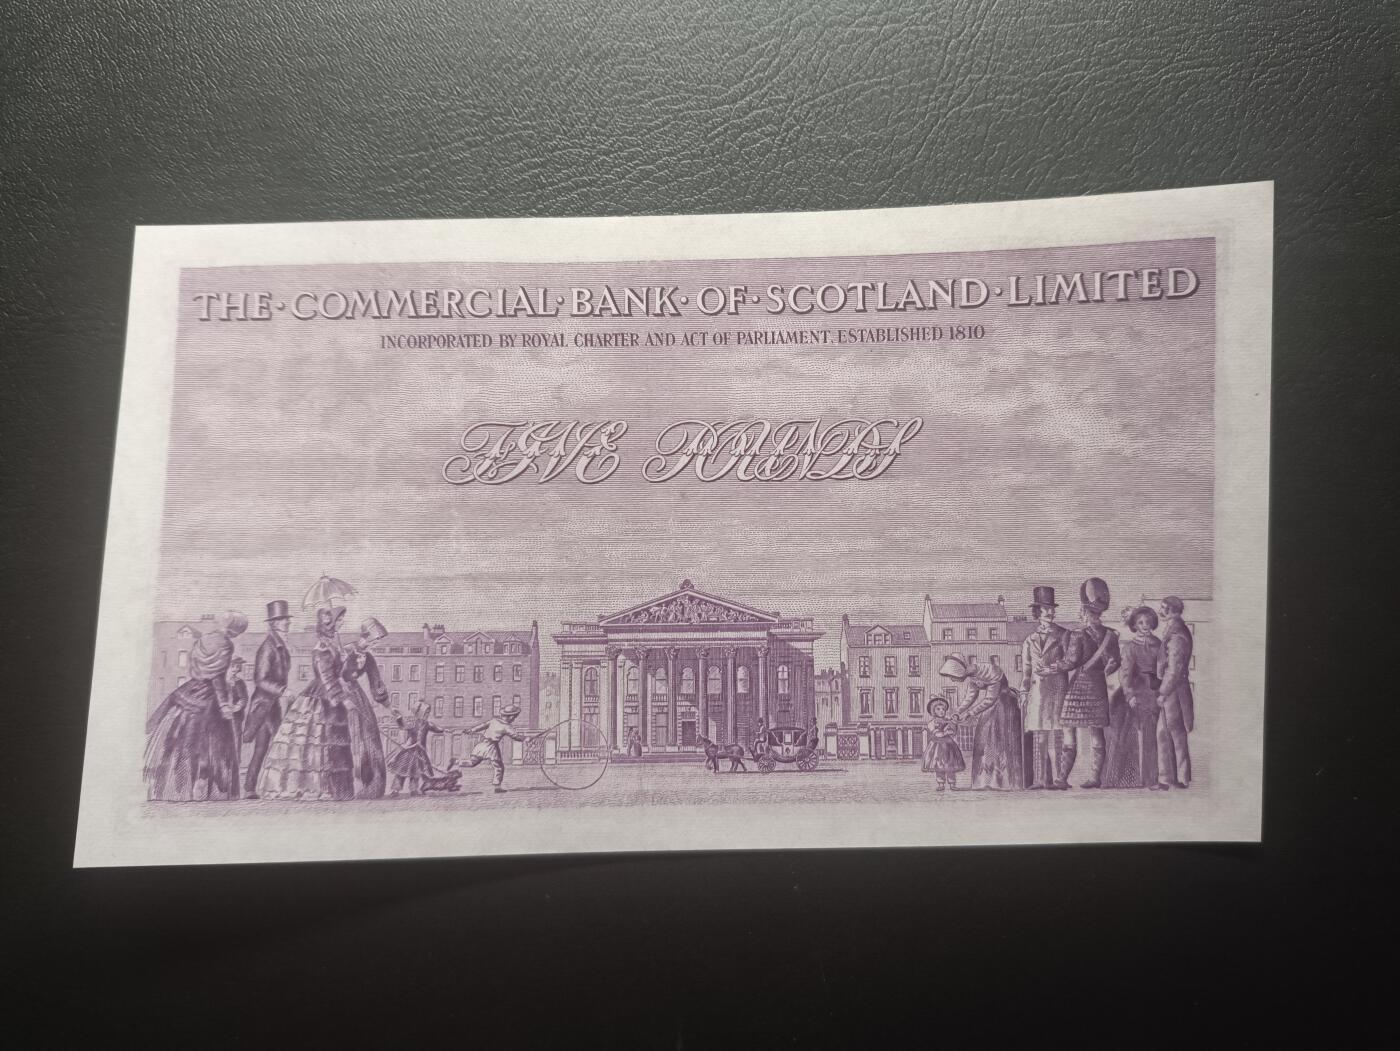 THE·COMMERCIAL·BANK·OF·SCOTLAND·LIMITED
INCORPORATED BY ROYAL CHARTER AND ACT OF PARLIAMENT, ESTABLISHED 1810
FIVE POUNDS